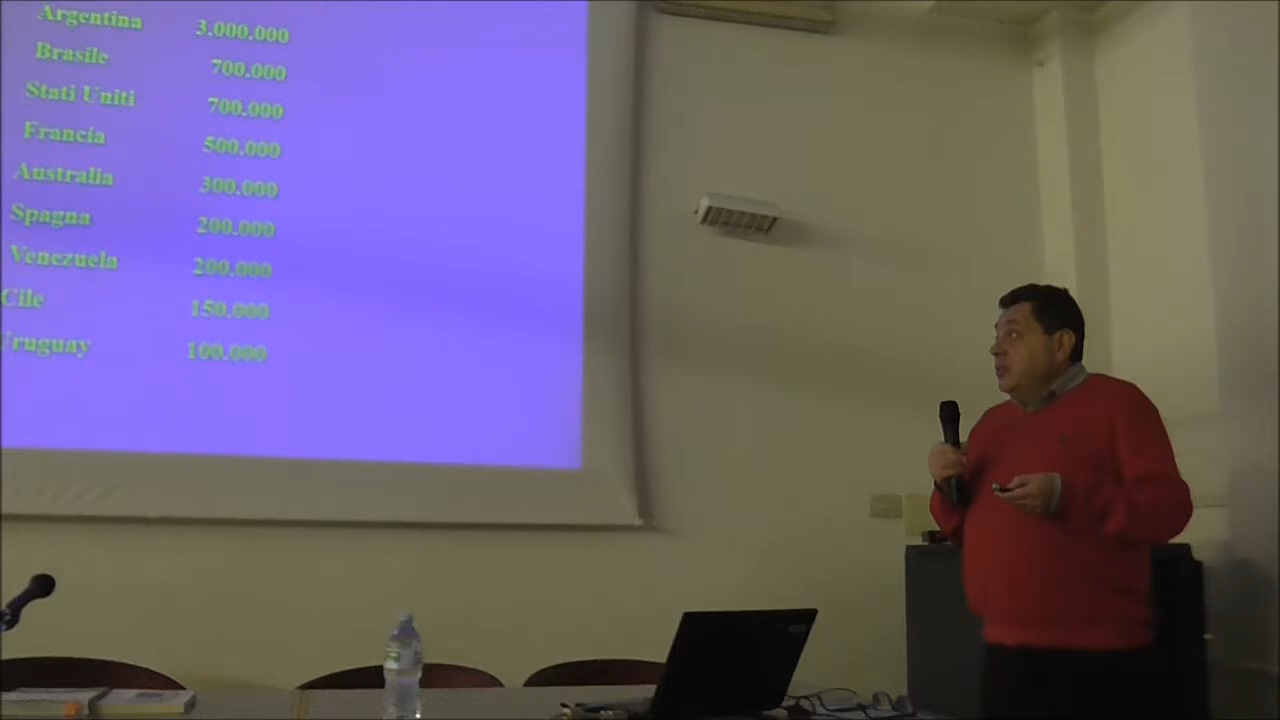 Argentina 3.000.000
Brasile 700.000
Stati Uniti 700.000
Francia 500.000
Australia 300.000
Spagna 200.000
Venezuela 200.000
Cile 150.000
Uruguay 100.000